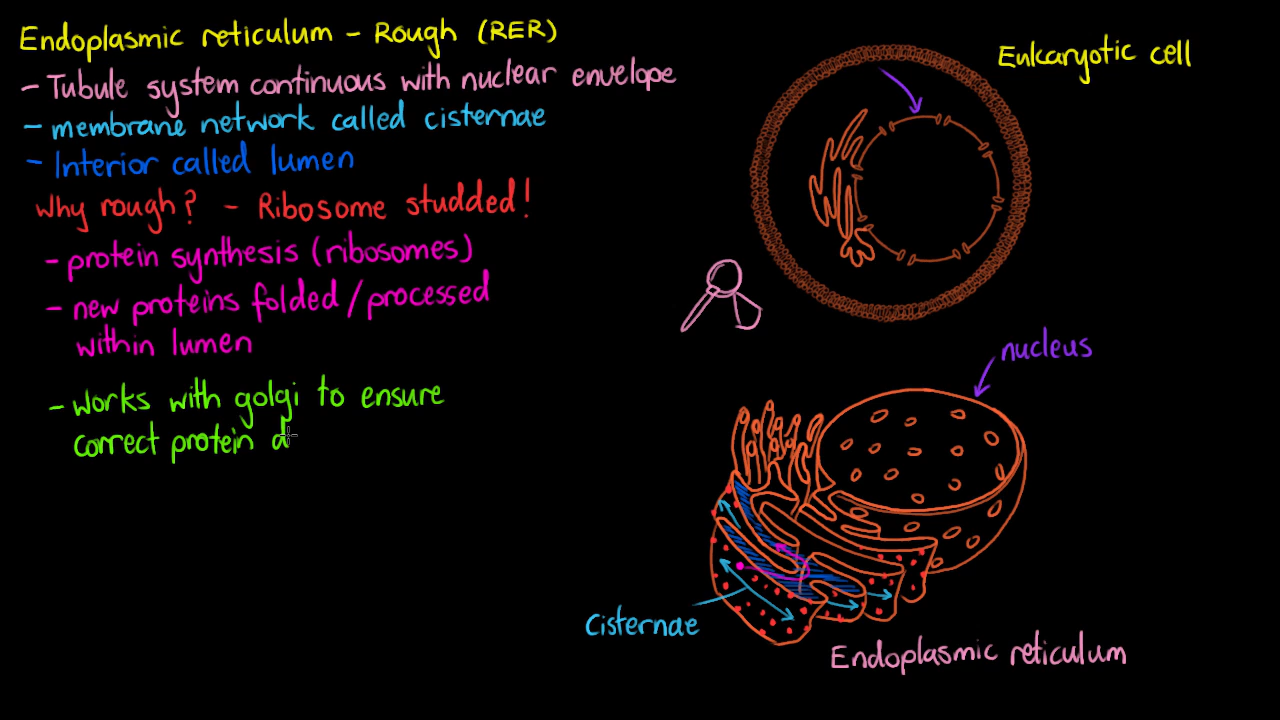 Endoplasmic reticulum - Rough (RER)
- Tubule system continuous with nuclear envelope
- membrane network called cisternae
- Interior called lumen
Why rough? - Ribosome studded!
- protein synthesis (ribosomes)
- new proteins folded/processed
within lumen
- works with golgi to ensure
correct protein d
Eukaryotic cell
nucleus
Cisternae
Endoplasmic reticulum